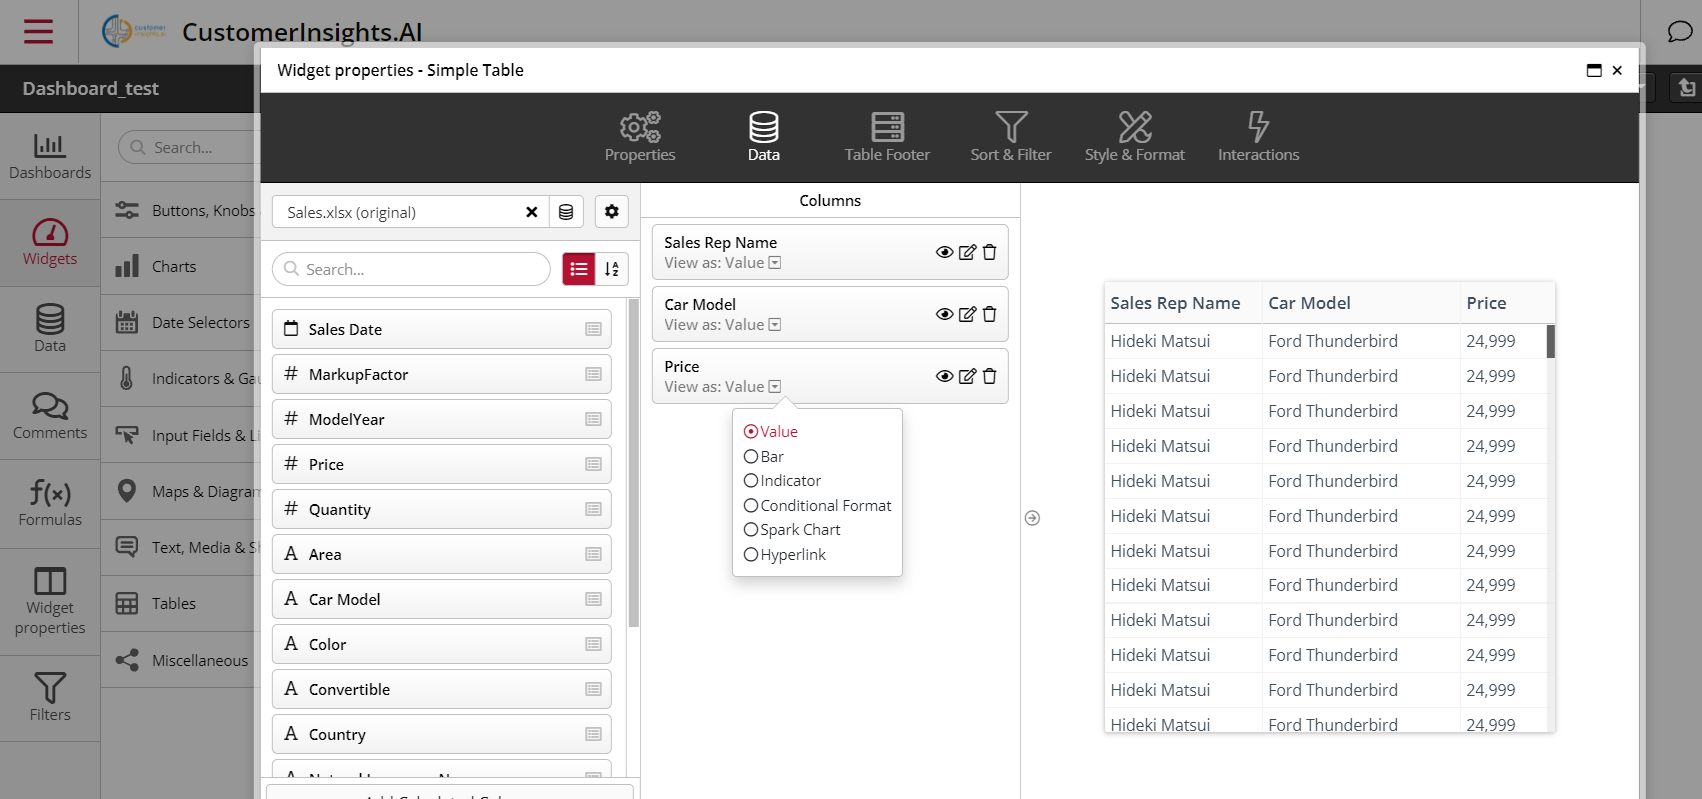 customer
insights.ai
CustomerInsights.AI
Widget properties - Simple Table
Dashboard_test
Properties
Data
Table Footer
Sort & Filter
Style & Format
Interactions
Dashboards
Widgets
Data
Comments
f(x)
Formulas
Widget
properties
Filters
Search...
Buttons, Knobs
Charts
Date Selectors
Indicators & Gau
Input Fields & Li
Maps & Diagram
Text, Media & Sh
Tables
Miscellaneous
Sales.xlsx (original)
Search...
Sales Date
# MarkupFactor
# ModelYear
# Price
# Quantity
A Area
A Car Model
A Color
A Convertible
A Country
Columns
Sales Rep Name
View as: Value
Car Model
View as: Value
Price
View as: Value
Value
Bar
Indicator
Conditional Format
Spark Chart
Hyperlink
Sales Rep Name Car Model Price
Hideki Matsui Ford Thunderbird 24,999
Hideki Matsui Ford Thunderbird 24,999
Hideki Matsui Ford Thunderbird 24,999
Hideki Matsui Ford Thunderbird 24,999
Hideki Matsui Ford Thunderbird 24,999
Hideki Matsui Ford Thunderbird 24,999
Hideki Matsui Ford Thunderbird 24,999
Hideki Matsui Ford Thunderbird 24,999
Hideki Matsui Ford Thunderbird 24,999
Hideki Matsui Ford Thunderbird 24,999
Hideki Matsui Ford Thunderbird 24,999
Hideki Matsui Ford Thunderbird 24,999